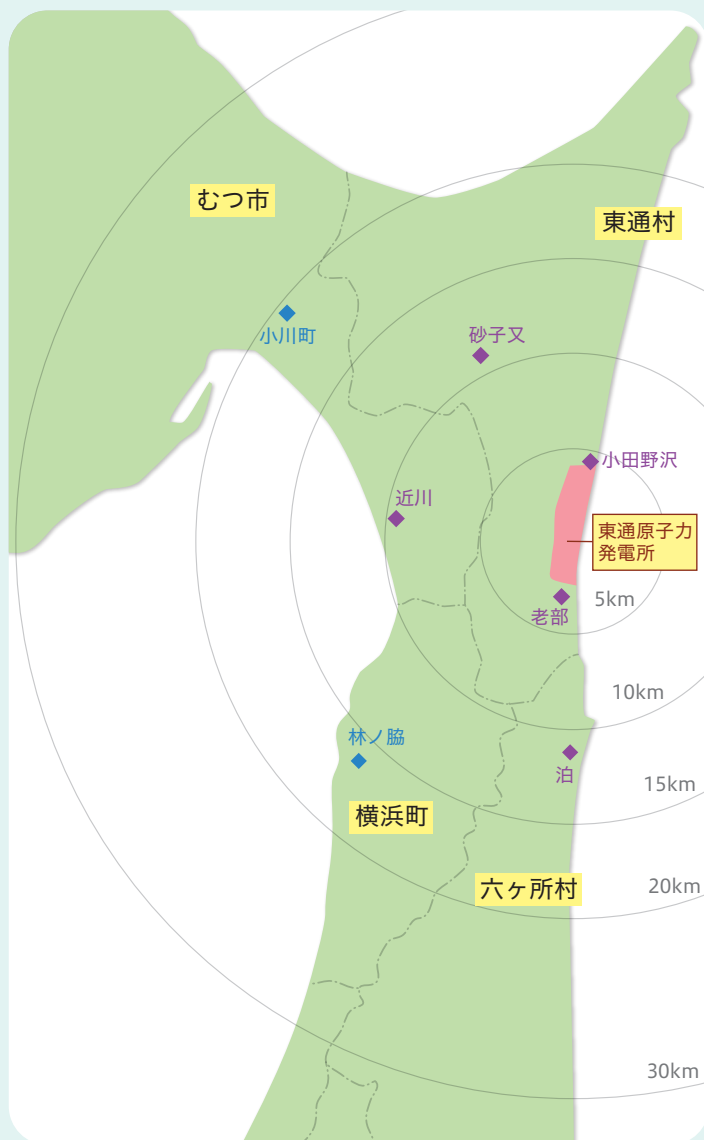 むつ市
東通村
小川町
砂子又
小田野沢
近川
東通原子力
発電所
5km
老部
10km
林ノ脇
泊
15km
横浜町
六ヶ所村
20km
30km